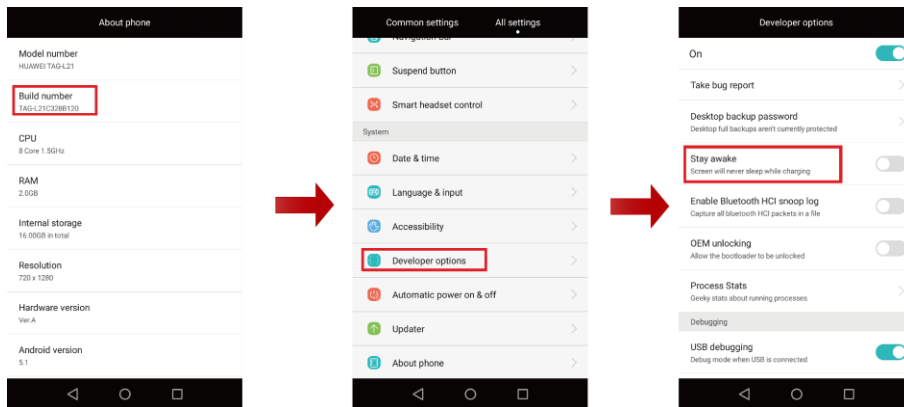 About phone
Model number
HUAWEI TAG-L21
Build number
TAG-L21C328B120
CPU
8 Core 1.5GHz
RAM
2.0GB
Internal storage
16.00GB in total
Resolution
720 x 1280
Hardware version
Ver.A
Android version
5.1
Common settings All settings
Navigation bar
Suspend button
Smart headset control
System
Date & time
Language & input
Accessibility
Developer options
Automatic power on & off
Updater
About phone
Developer options
On
Take bug report
Desktop backup password
Desktop full backups aren't currently protected
Stay awake
Screen will never sleep while charging
Enable Bluetooth HCI snoop log
Capture all bluetooth HCI packets in a file
OEM unlocking
Allow the bootloader to be unlocked
Process Stats
Geeky stats about running processes
Debugging
USB debugging
Debug mode when USB is connected